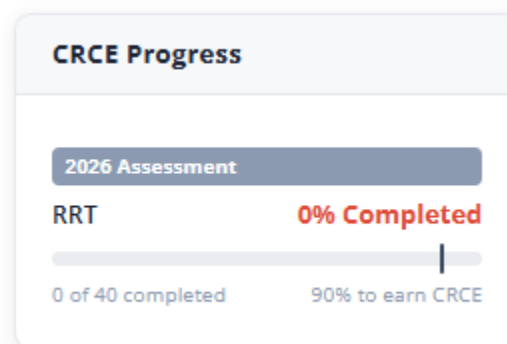 CRCE Progress
2026 Assessment
RRT 0% Completed
0 of 40 completed 90% to earn CRCE